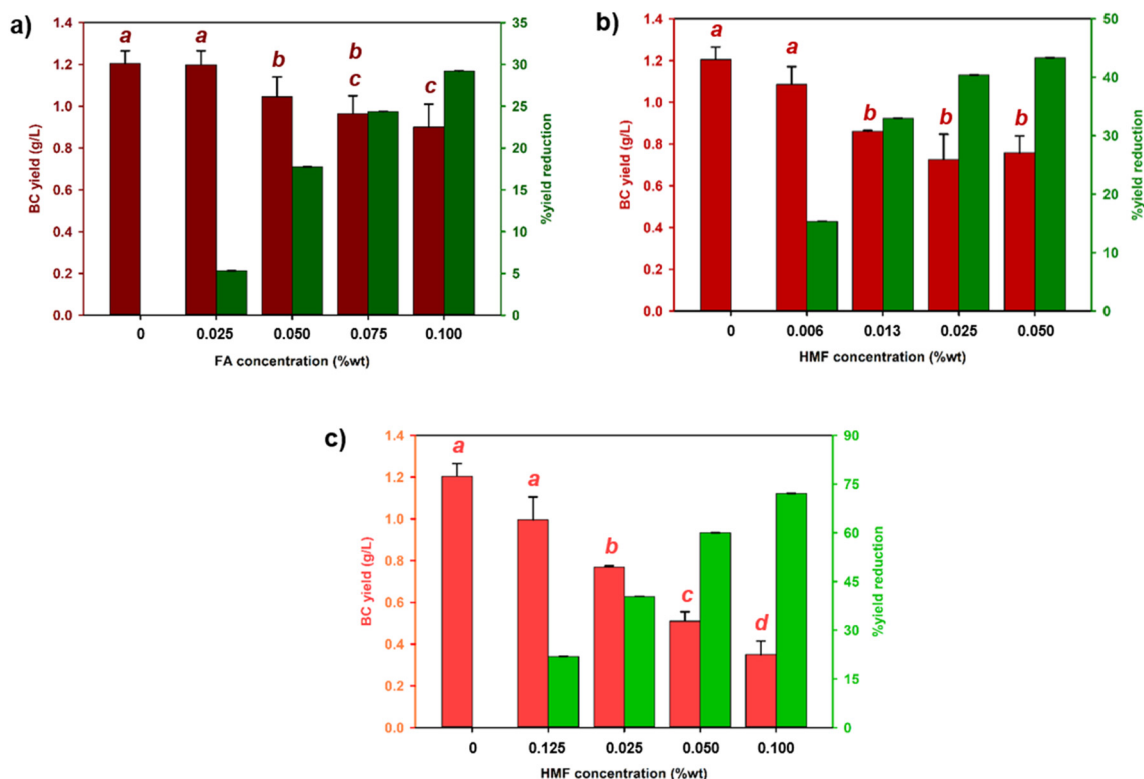 a)
BC yield (g/L)
1.4
1.2
1.0
0.8
0.6
0.4
0.2
0.0
a
a
b
b
c
c
35
30
25
20
15
10
5
0
%yield reduction
0 0.025 0.050 0.075 0.100
FA concentration (%wt)
b)
BC yield (g/L)
1.4
1.2
1.0
0.8
0.6
0.4
0.2
0.0
a
a
b
b
b
50
40
30
20
10
0
%yield reduction
0 0.006 0.013 0.025 0.050
HMF concentration (%wt)
c)
BC yield (g/L)
1.4
1.2
1.0
0.8
0.6
0.4
0.2
0.0
a
a
b
c
d
90
75
60
45
30
15
0
%yield reduction
0 0.125 0.025 0.050 0.100
HMF concentration (%wt)